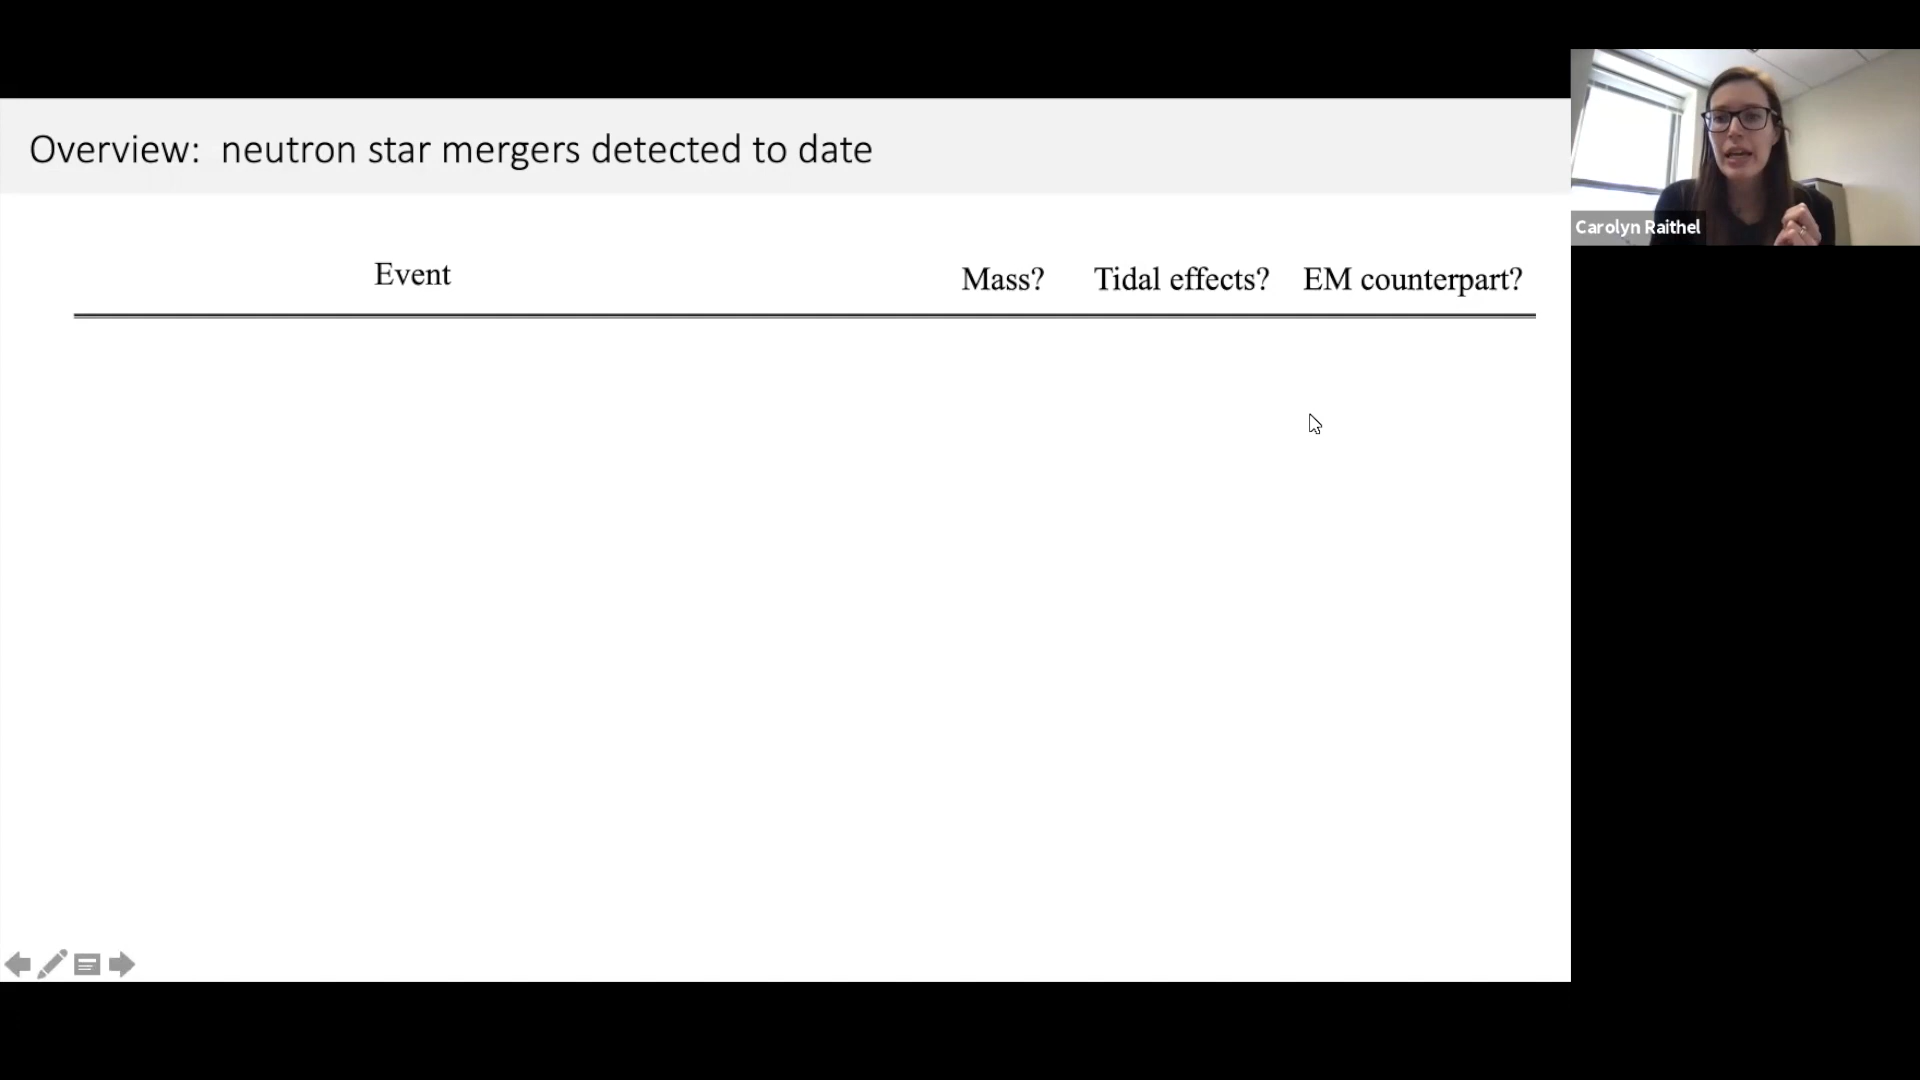 Overview: neutron star mergers detected to date
Carolyn Raithel
Event Mass? Tidal effects? EM counterpart?